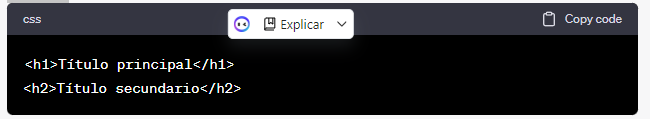 css
Explicar
Copy code
<h1>Título principal</h1>
<h2>Título secundario</h2>